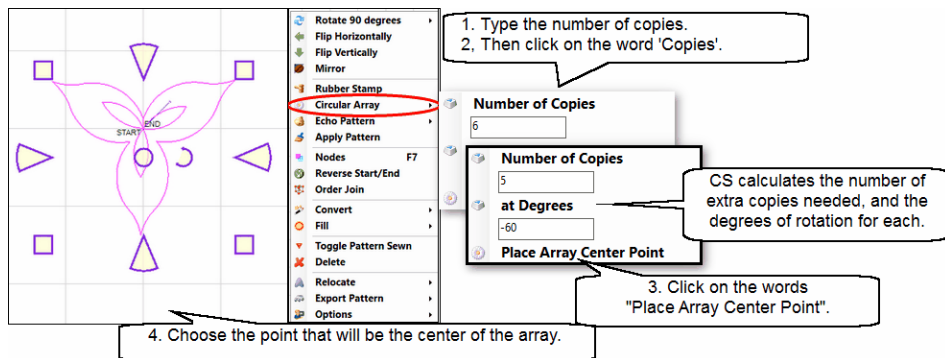 START
END
Rotate 90 degrees
Flip Horizontally
Flip Vertically
Mirror
Rubber Stamp
Circular Array
Echo Pattern
Apply Pattern
Nodes F7
Reverse Start/End
Order Join
Convert
Fill
Toggle Pattern Sewn
Delete
Relocate
Export Pattern
Options
1. Type the number of copies.
2, Then click on the word 'Copies'.
Number of Copies
6
Number of Copies
5
at Degrees
-60
Place Array Center Point
CS calculates the number of
extra copies needed, and the
degrees of rotation for each.
3. Click on the words
"Place Array Center Point".
4. Choose the point that will be the center of the array.